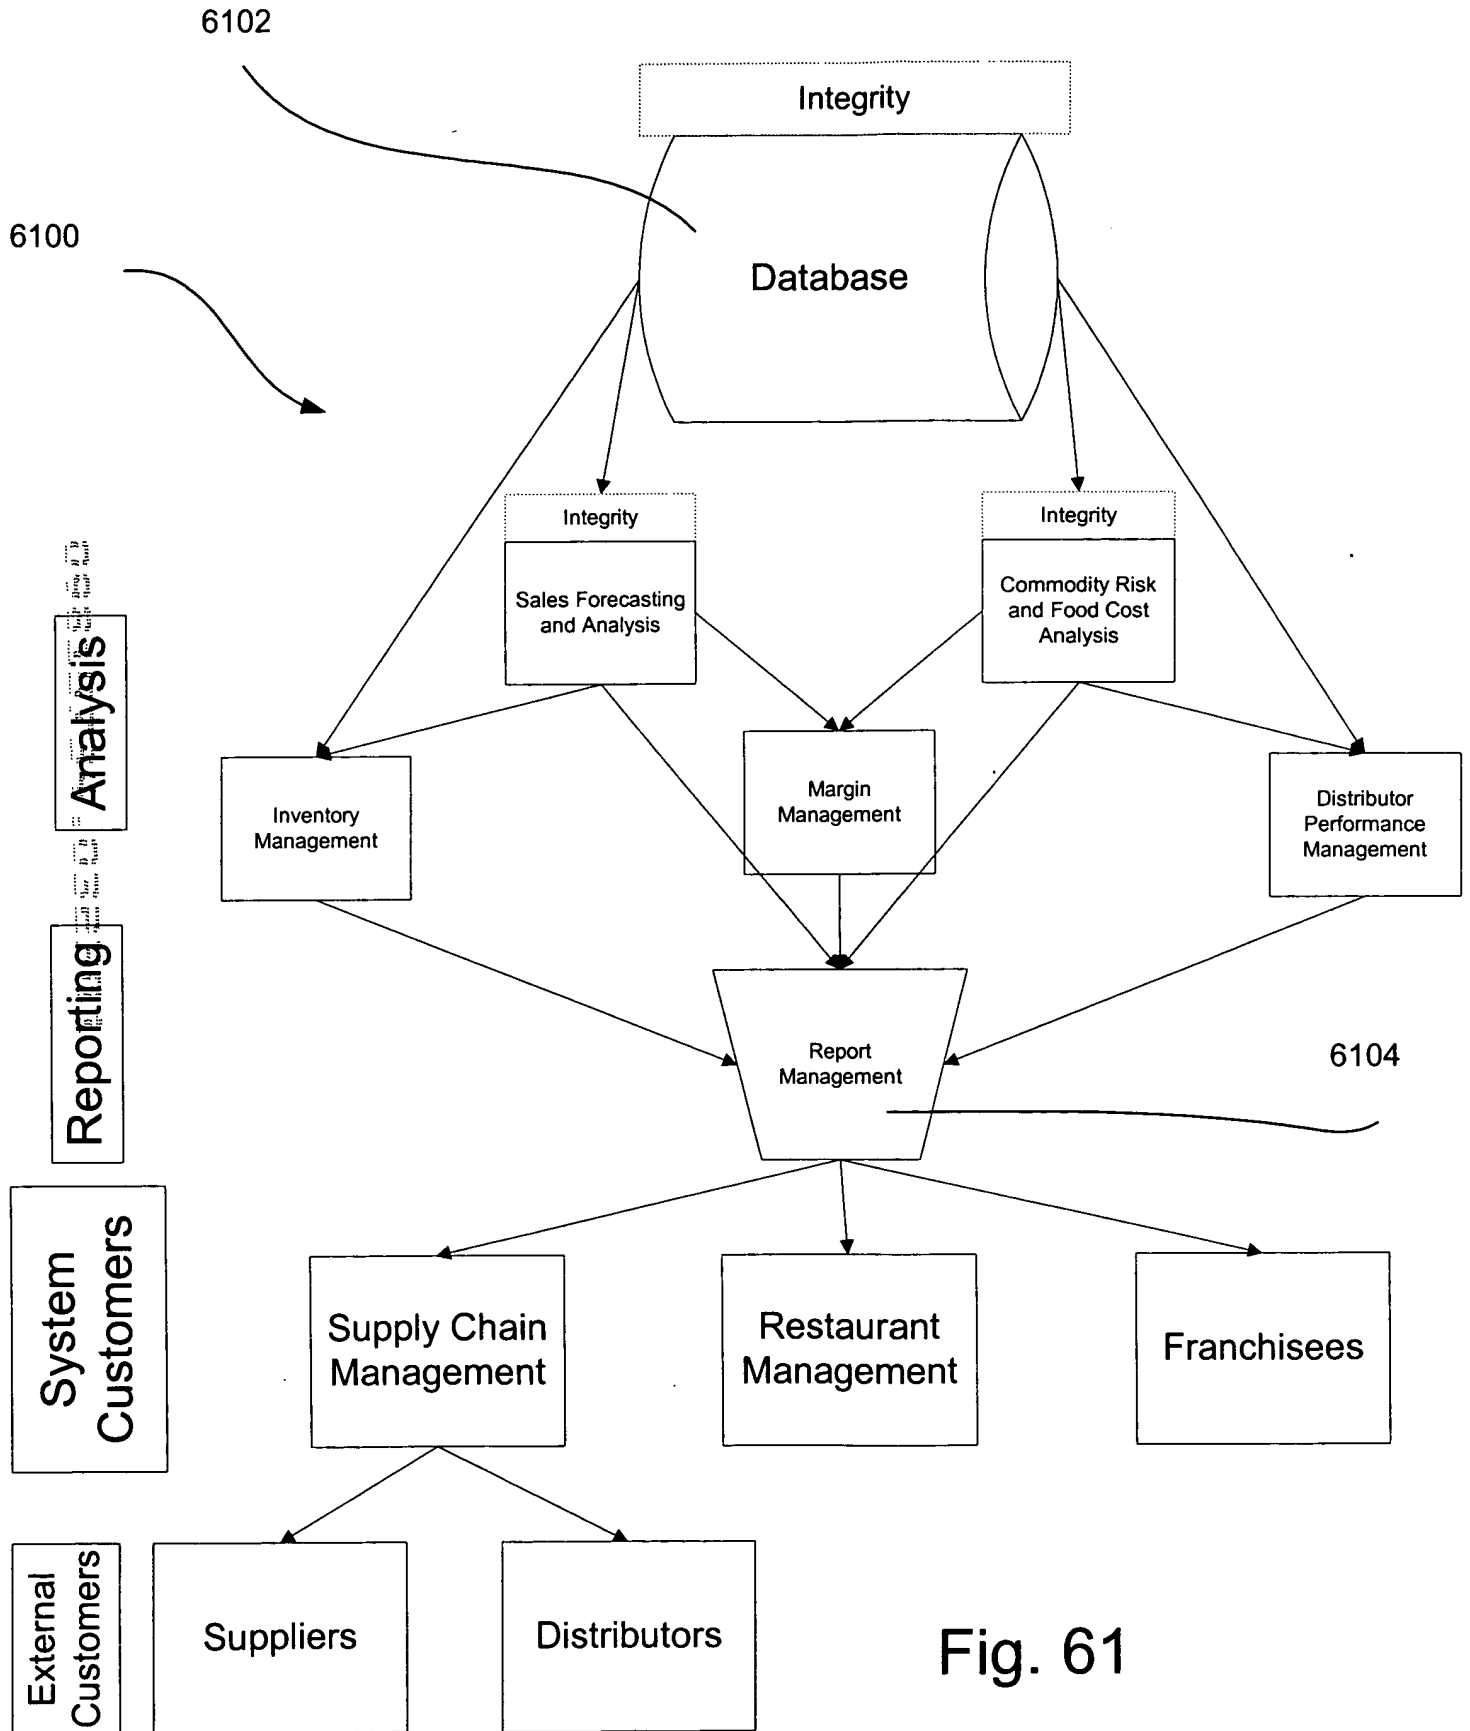 6102
Integrity
6100
Database
Integrity
Integrity
Sales Forecasting
and Analysis
Commodity Risk
and Food Cost
Analysis
Analysis
Inventory
Management
Margin
Management
Distributor
Performance
Management
Reporting
Report
Management
6104
System
Customers
Supply Chain
Management
Restaurant
Management
Franchisees
External
Customers
Suppliers
Distributors
Fig. 61